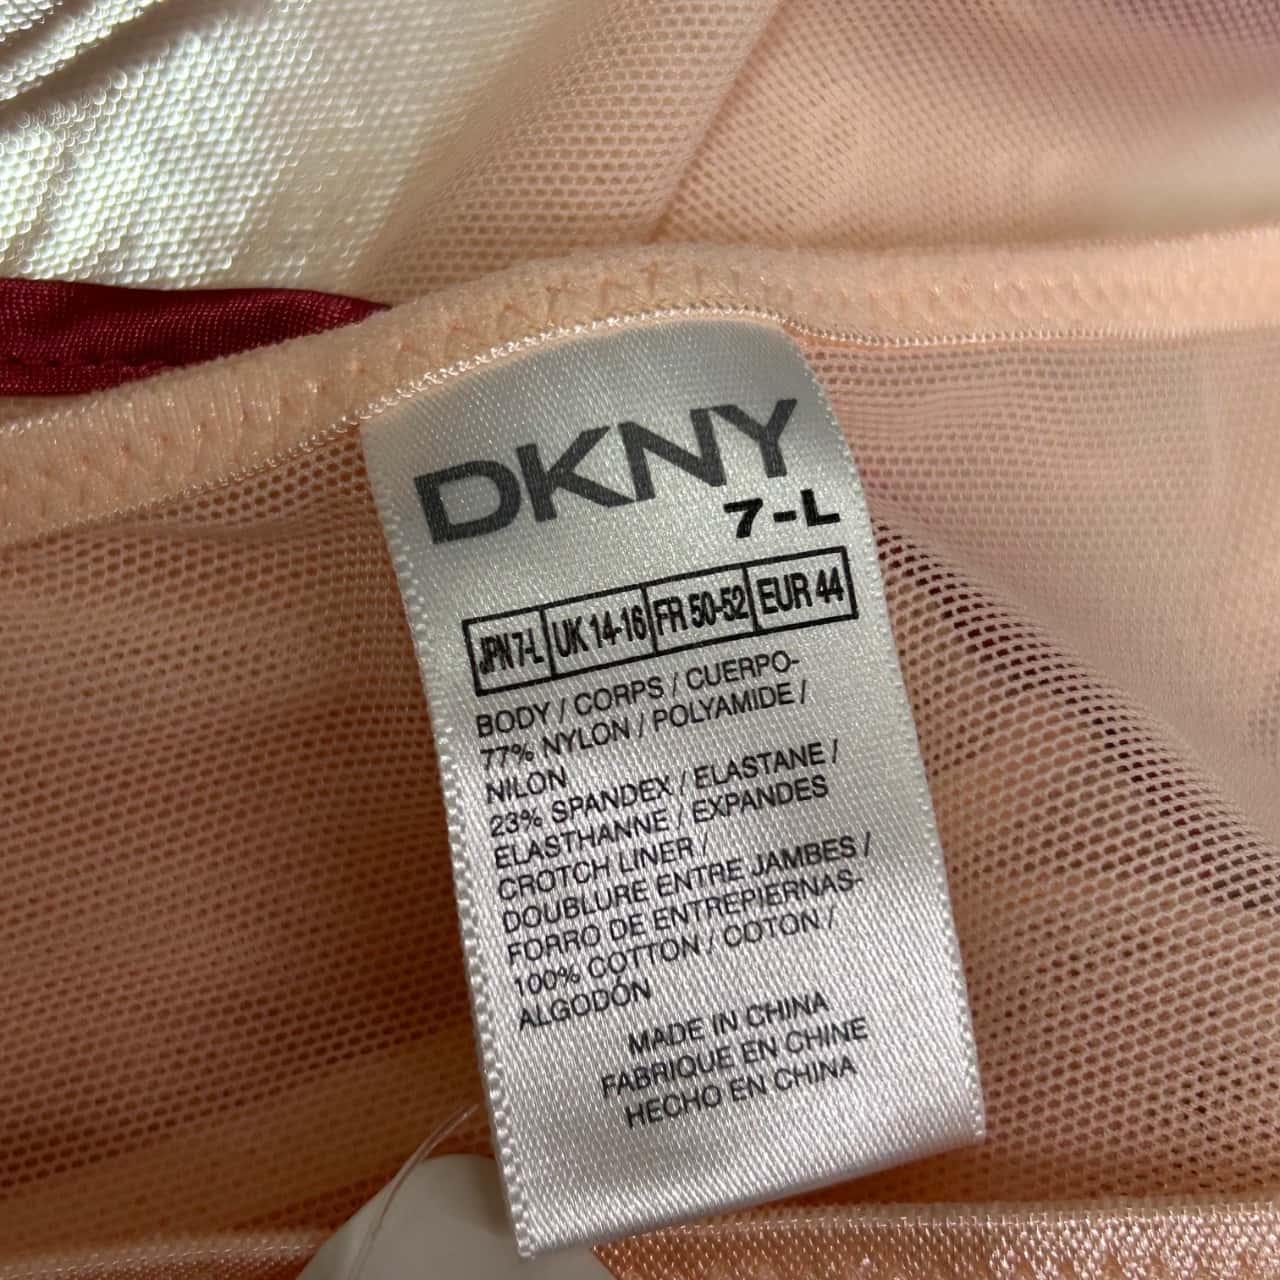 DKNY
7-L
JPN 7-L UK 14-16 FR 50-52 EUR 44
BODY / CORPS / CUERPO-
77% NYLON / POLYAMIDE /
NILON
23% SPANDEX / ELASTANE /
ELASTHANNE / EXPANDES
CROTCH LINER /
DOUBLURE ENTRE JAMBES /
FORRO DE ENTREPIERNAS-
100% COTTON / COTON /
ALGODÓN
MADE IN CHINA
FABRIQUE EN CHINE
HECHO EN CHINA